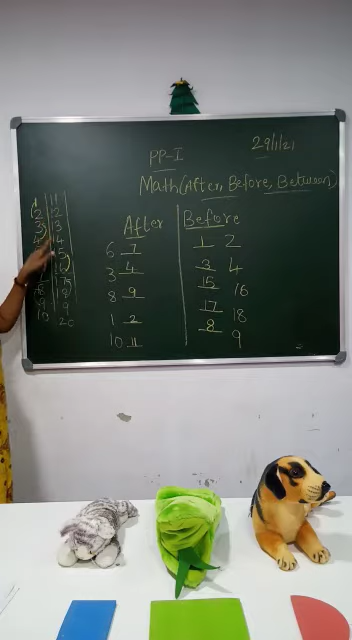 29/1/21
PP-I
Math(After, Before, Between)
After
6 7
3 4
8 9
1 2
10 11
Before
1 2
3 4
15 16
17 18
8 9